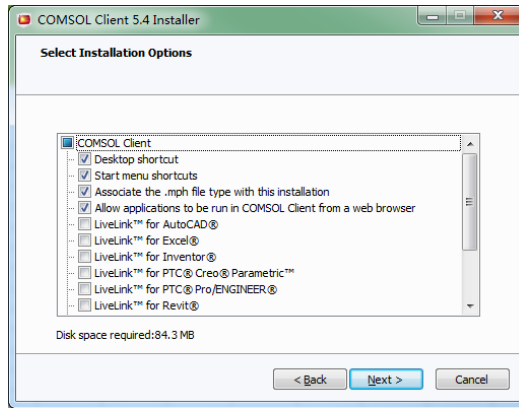 COMSOL Client 5.4 Installer
Select Installation Options
COMSOL Client
Desktop shortcut
Start menu shortcuts
Associate the .mph file type with this installation
Allow applications to be run in COMSOL Client from a web browser
LiveLink™ for AutoCAD®
LiveLink™ for Excel®
LiveLink™ for Inventor®
LiveLink™ for PTC® Creo® Parametric™
LiveLink™ for PTC® Pro/ENGINEER®
LiveLink™ for Revit®
Disk space required:84.3 MB
< Back Next > Cancel